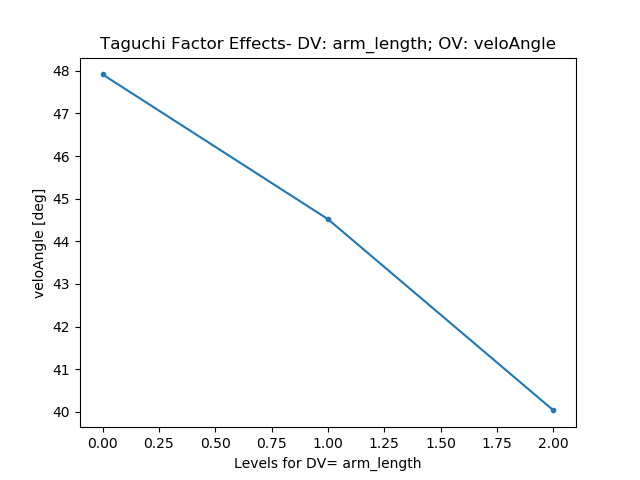 Taguchi Factor Effects- DV: arm_length; OV: veloAngle
veloAngle [deg]
48
47
46
45
44
43
42
41
40
0.00 0.25 0.50 0.75 1.00 1.25 1.50 1.75 2.00
Levels for DV= arm_length